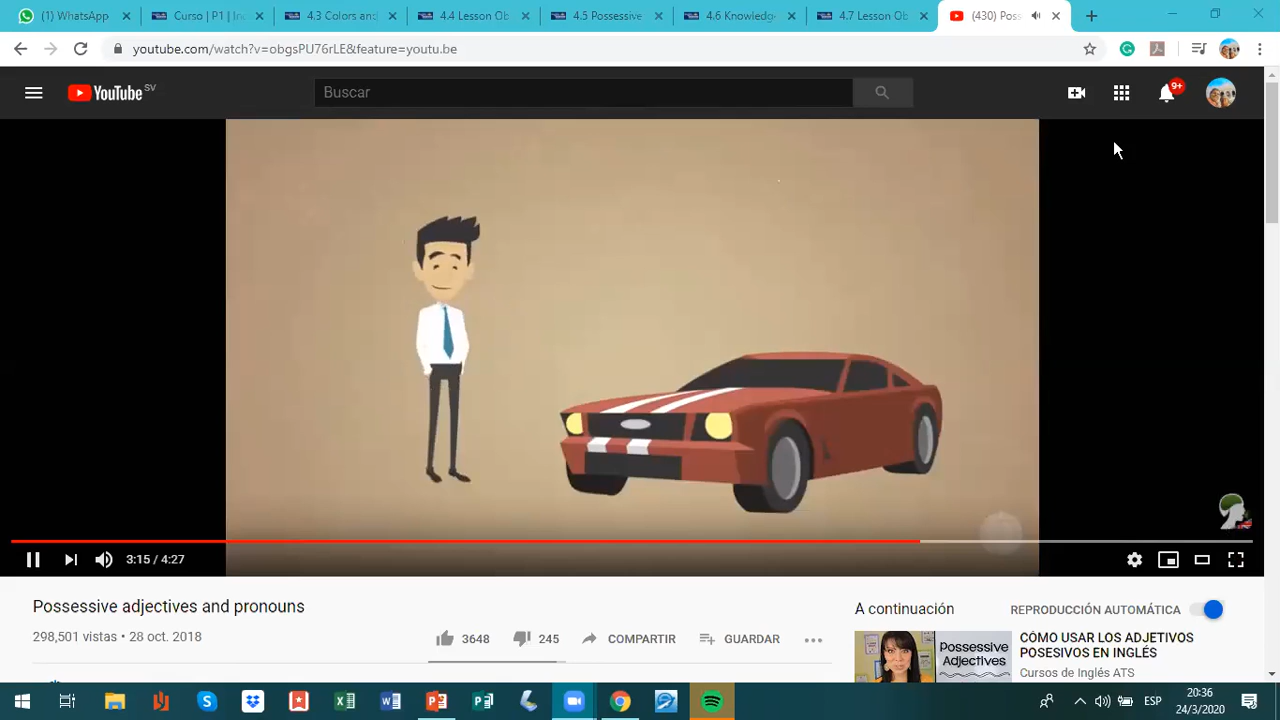 (1) WhatsApp
Curso | P1 | In
4.3 Colors and
4.4 Lesson Ob
4.5 Possessive
4.6 Knowledg
4.7 Lesson Ob
(430) Pos
youtube.com/watch?v=obgsPU76rLE&feature=youtu.be
YouTube SV
Buscar
9+
3:15 / 4:27
Possessive adjectives and pronouns
298,501 vistas • 28 oct. 2018
3648
245
COMPARTIR
GUARDAR
A continuación
REPRODUCCIÓN AUTOMÁTICA
Possessive
Adjectives
CÓMO USAR LOS ADJETIVOS
POSESIVOS EN INGLÉS
Cursos de Inglés ATS
ESP
20:36
24/3/2020